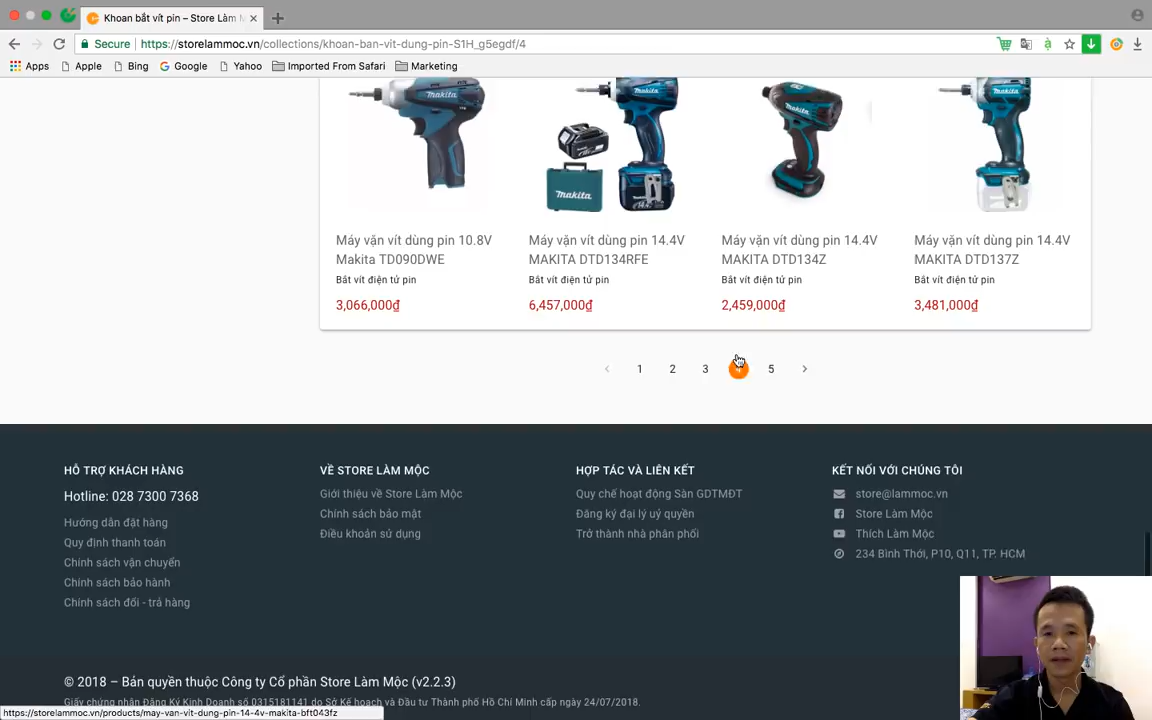 Khoan bắt vít pin – Store Làm M
Secure
https://storelammoc.vn/collections/khoan-ban-vit-dung-pin-S1H_g5egdf/4
Apps
Apple
Bing
Google
Yahoo
Imported From Safari
Marketing
makita
Máy vặn vít dùng pin 10.8V
Makita TD090DWE
Bắt vít điện tử pin
3,066,000₫
Máy vặn vít dùng pin 14.4V
MAKITA DTD134RFE
Bắt vít điện tử pin
6,457,000₫
Máy vặn vít dùng pin 14.4V
MAKITA DTD134Z
Bắt vít điện tử pin
2,459,000₫
Máy vặn vít dùng pin 14.4V
MAKITA DTD137Z
Bắt vít điện tử pin
3,481,000₫
1 2 3 4 5
HỖ TRỢ KHÁCH HÀNG
Hotline: 028 7300 7368
Hướng dẫn đặt hàng
Quy định thanh toán
Chính sách vận chuyển
Chính sách bảo hành
Chính sách đổi - trả hàng
VỀ STORE LÀM MỘC
Giới thiệu về Store Làm Mộc
Chính sách bảo mật
Điều khoản sử dụng
HỢP TÁC VÀ LIÊN KẾT
Quy chế hoạt động Sàn GDTMĐT
Đăng ký đại lý uỷ quyền
Trở thành nhà phân phối
KẾT NỐI VỚI CHÚNG TÔI
store@lammoc.vn
Store Làm Mộc
Thích Làm Mộc
234 Bình Thới, P10, Q11, TP. HCM
© 2018 – Bản quyền thuộc Công ty Cổ phần Store Làm Mộc (v2.2.3)
Giấy chứng nhận Đăng Ký Kinh Doanh số 0315181141 do Sở Kế hoạch và Đầu tư Thành phố Hồ Chí Minh cấp ngày 24/07/2018.
https://storelammoc.vn/products/may-van-vit-dung-pin-14-4v-makita-bft043fz